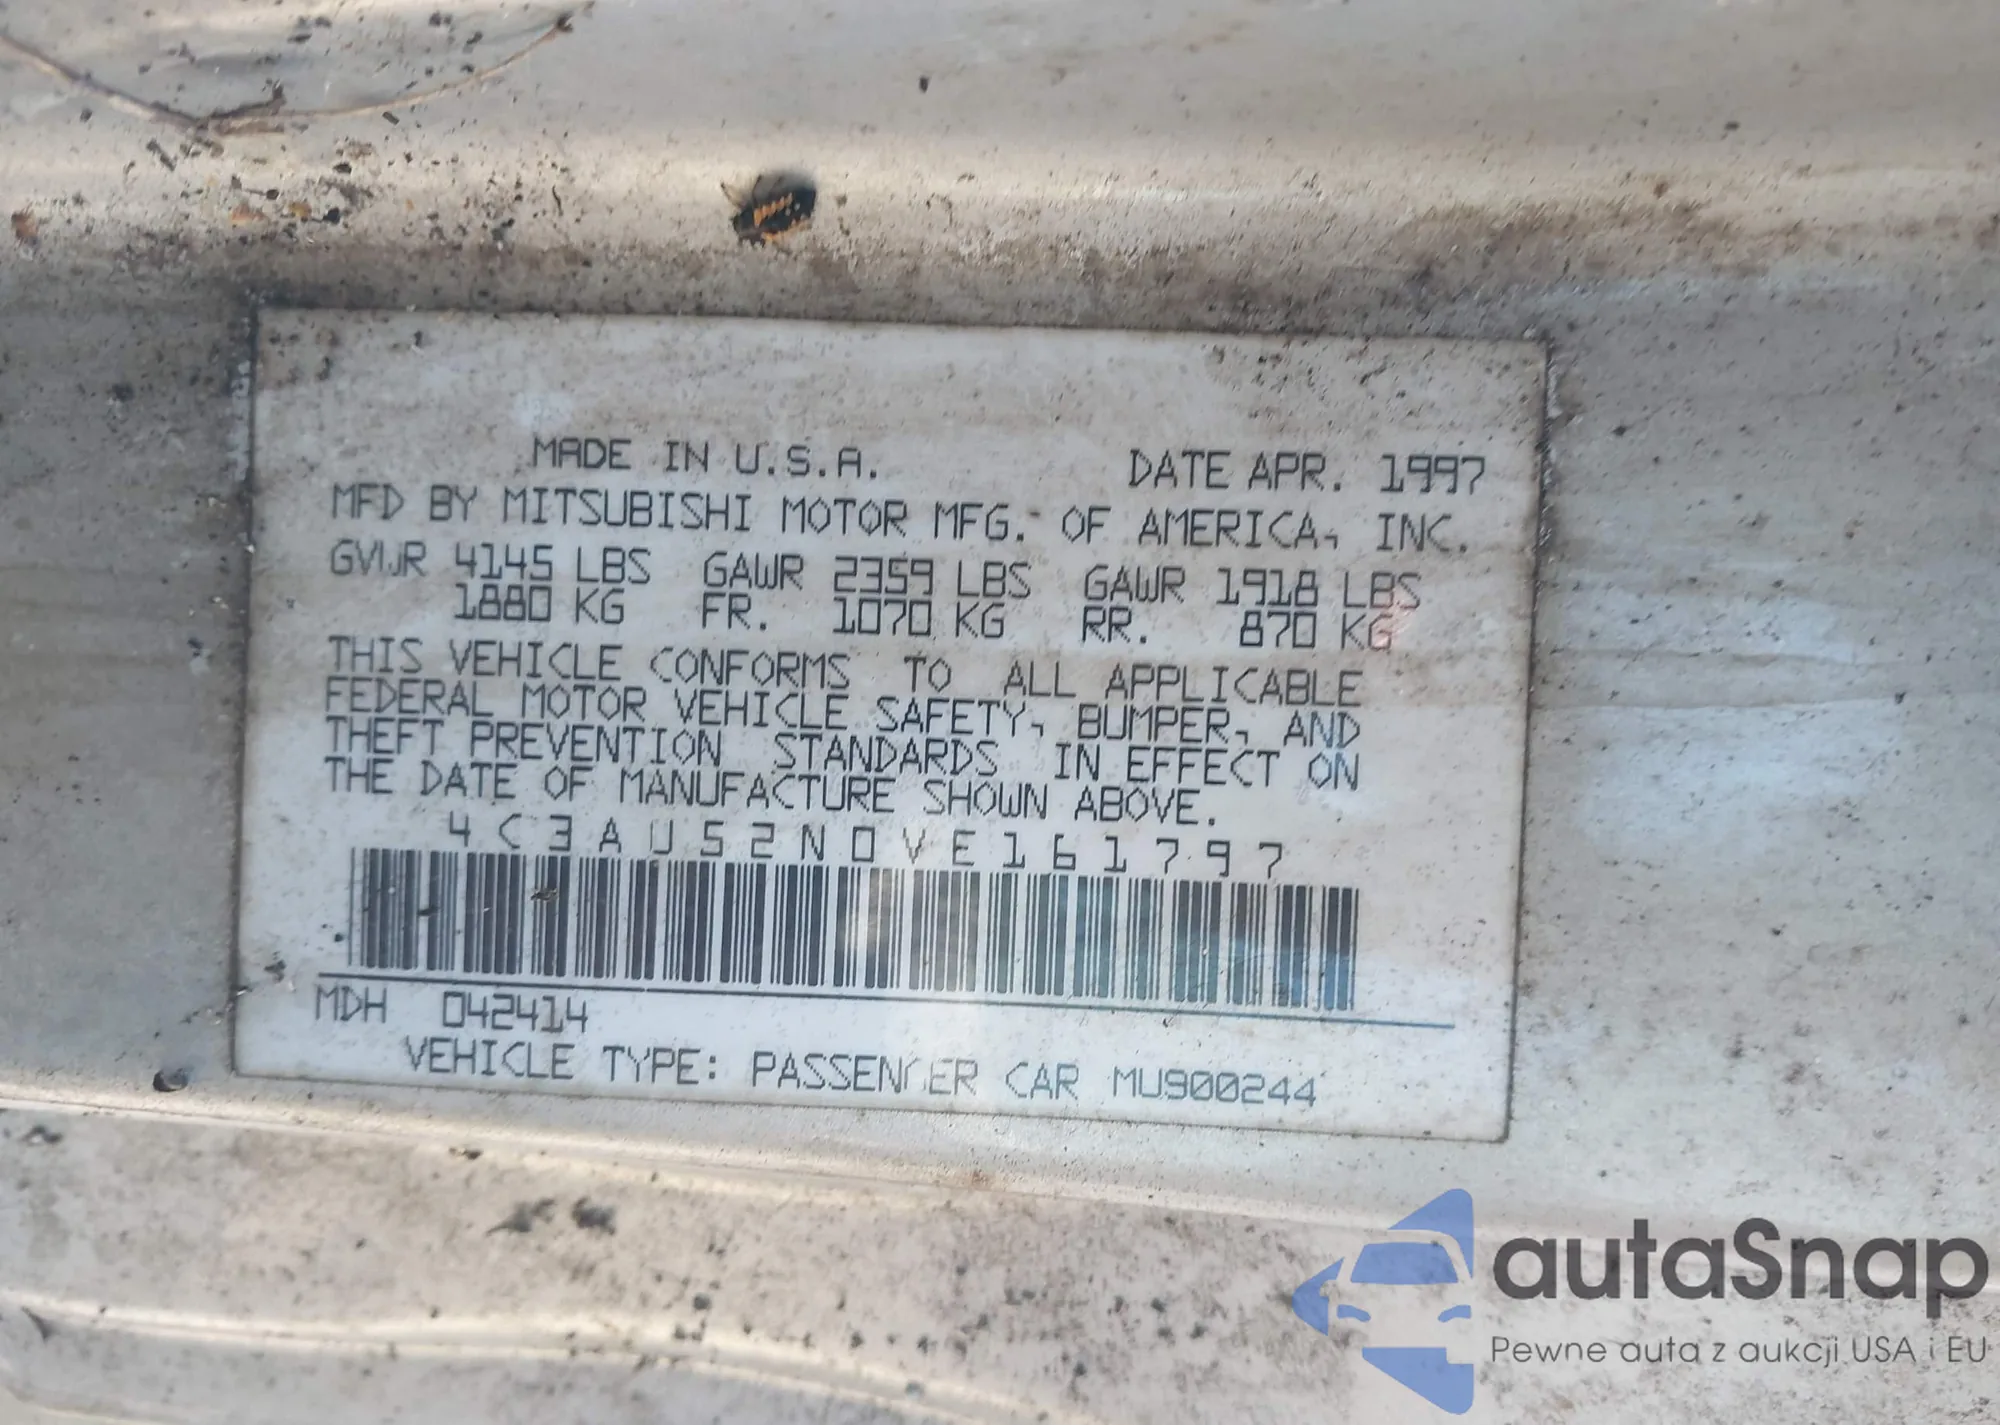 MADE IN U.S.A. DATE APR. 1997
MFD BY MITSUBISHI MOTOR MFG. OF AMERICA, INC.
GVWR 4145 LBS GAWR 2359 LBS GAWR 1918 LBS
1880 KG FR. 1070 KG RR. 870 KG
THIS VEHICLE CONFORMS TO ALL APPLICABLE
FEDERAL MOTOR VEHICLE SAFETY, BUMPER, AND
THEFT PREVENTION STANDARDS IN EFFECT ON
THE DATE OF MANUFACTURE SHOWN ABOVE.
4C3AU52N0VE161797
MDH 042414
VEHICLE TYPE: PASSENGER CAR MU900244
autaSnap
Pewne auta z aukcji USA i EU